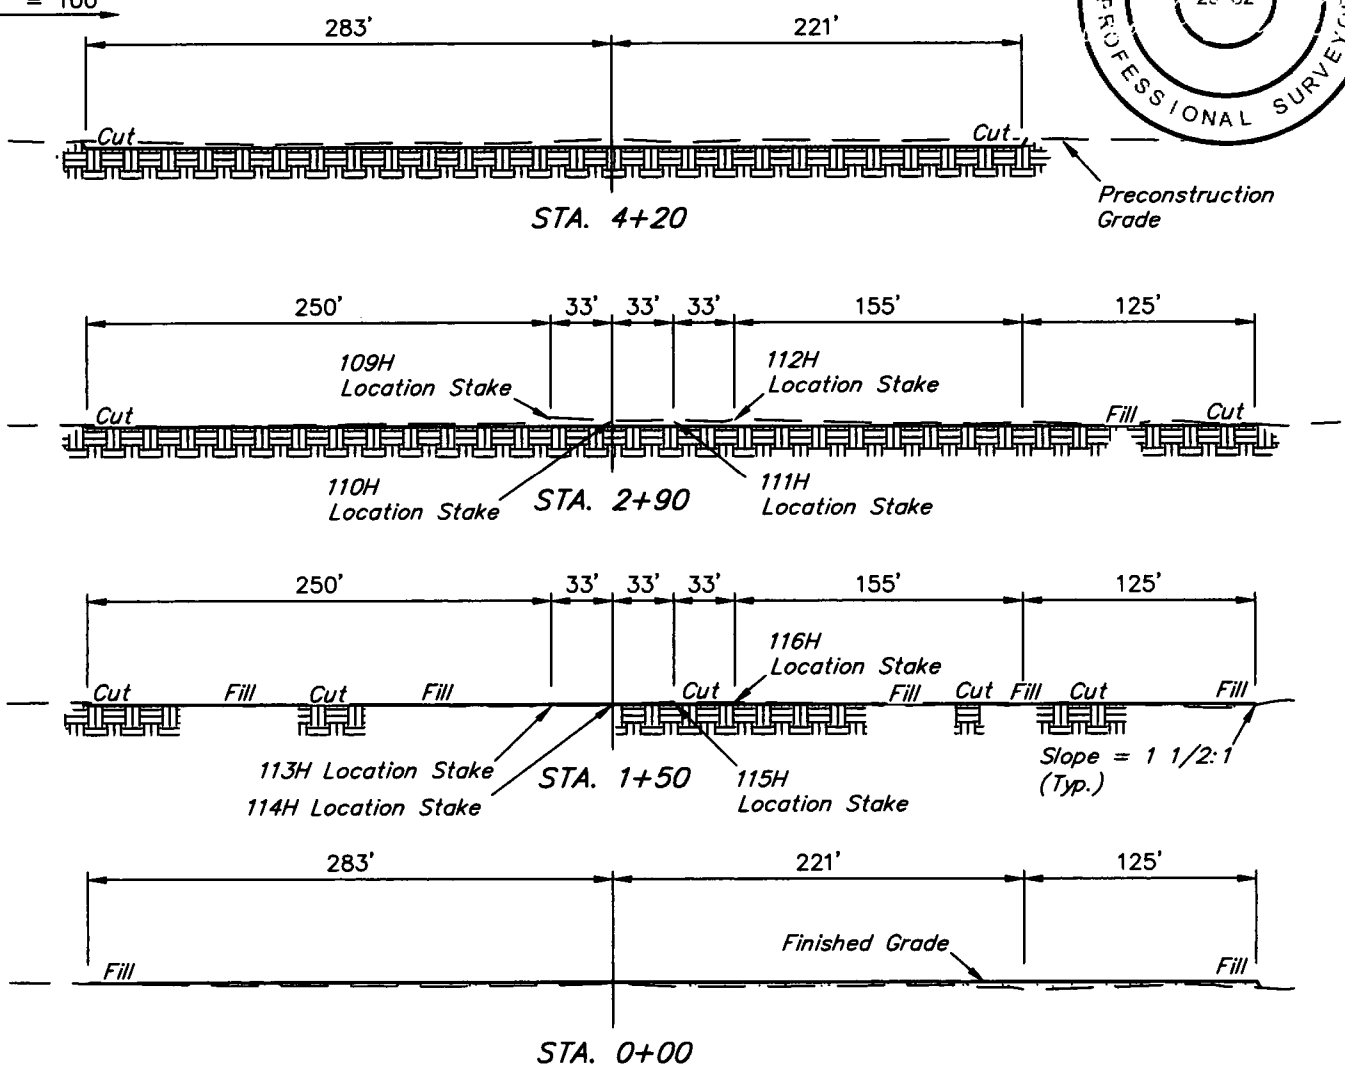 = 100'
283' 221'
PROFESSIONAL SURVEYOR
Cut Cut
Preconstruction
Grade
STA. 4+20
250' 33' 33' 33' 155' 125'
109H
Location Stake
112H
Location Stake
Cut Fill Cut
110H
Location Stake
STA. 2+90
111H
Location Stake
250' 33' 33' 33' 155' 125'
116H
Location Stake
Cut Fill Cut Fill Cut Fill Cut Fill Cut Fill
113H Location Stake
114H Location Stake
STA. 1+50
115H
Location Stake
Slope = 1 1/2:1
(Typ.)
283' 221' 125'
Finished Grade
Fill Fill
STA. 0+00